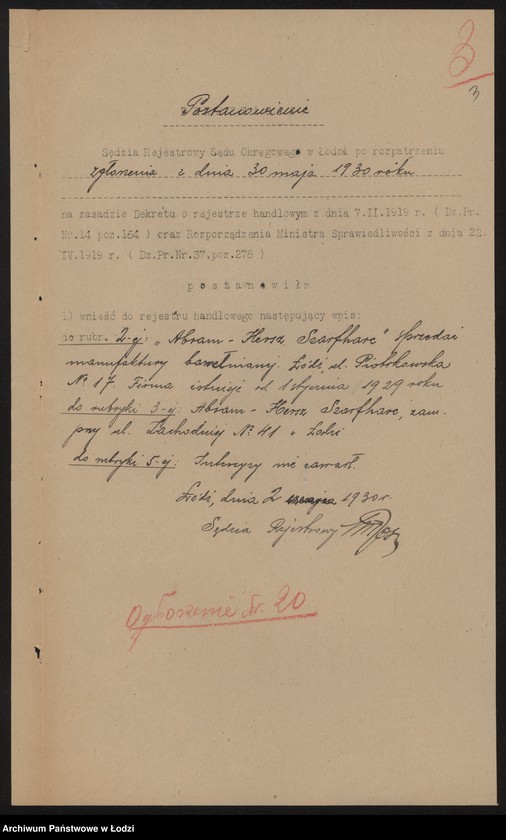 3
3
Postanowienie
Sędzia Rejestrowy Sądu Okręgowego w Łodzi po rozpatrzeniu
zgłoszenia z dnia 30 maja 1930 roku
na zasadzie Dekretu o rejestrze handlowym z dnia 7.II.1919 r. ( Dz.Pr.
Nr.14 poz.164 ) oraz Rozporządzenia Ministra Sprawiedliwości z dnia 22
IV.1919 r. ( Dz.Pr.Nr.37,poz.278 )
p o s t a n o w i ł o
1) wnieść do rejestru handlowego następujący wpis:
do rubr. 2-ej: „Abram-Hersz Szarfharc" Sprzedaż
manufaktury bawełnianej. Łódź, ul. Piotrkowska
№ 17. Firma istnieje od 1 stycznia 1929 roku
do rubryki 3-ej: Abram-Hersz Szarfharc, zam.
przy ul. Zachodniej № 41 w Łodzi
do rubryki 5-ej: Intercyzy nie zawarł.
Łódź, dnia 2 1930 r.
Sędzia Rejestrowy
Ogłoszenie Nr. 20
Archiwum Państwowe w Łodzi